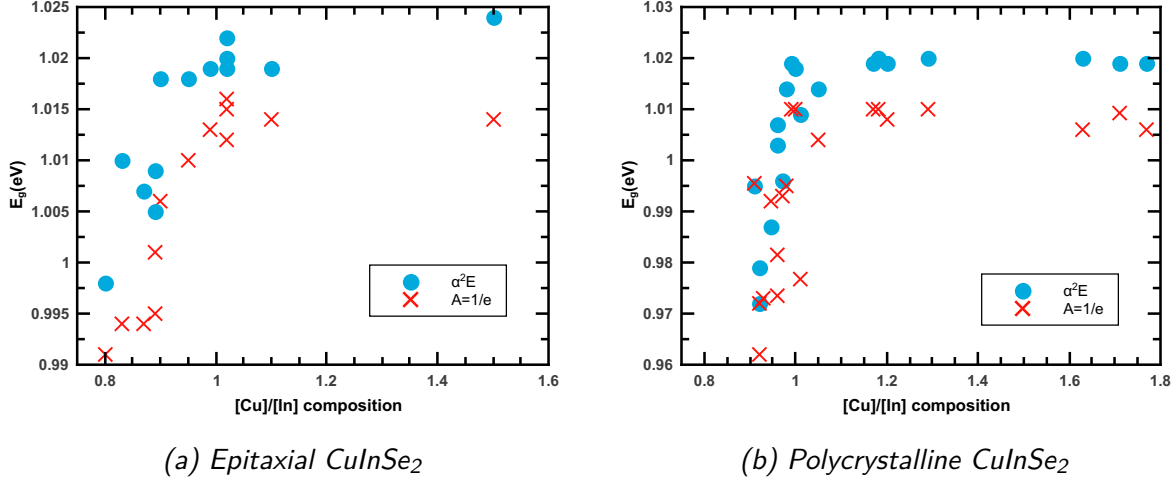 1.025
1.02
1.015
1.01
1.005
1
0.995
0.99
E_g(eV)
0.8
1
1.2
1.4
1.6
[Cu]/[In] composition
α²E
A=1/e
(a) Epitaxial CuInSe₂
1.03
1.02
1.010
1
0.99
0.98
0.97
0.96
E_g(eV)
0.8
1
1.2
1.4
1.6
1.8
[Cu]/[In] composition
α²E
A=1/e
(b) Polycrystalline CuInSe₂